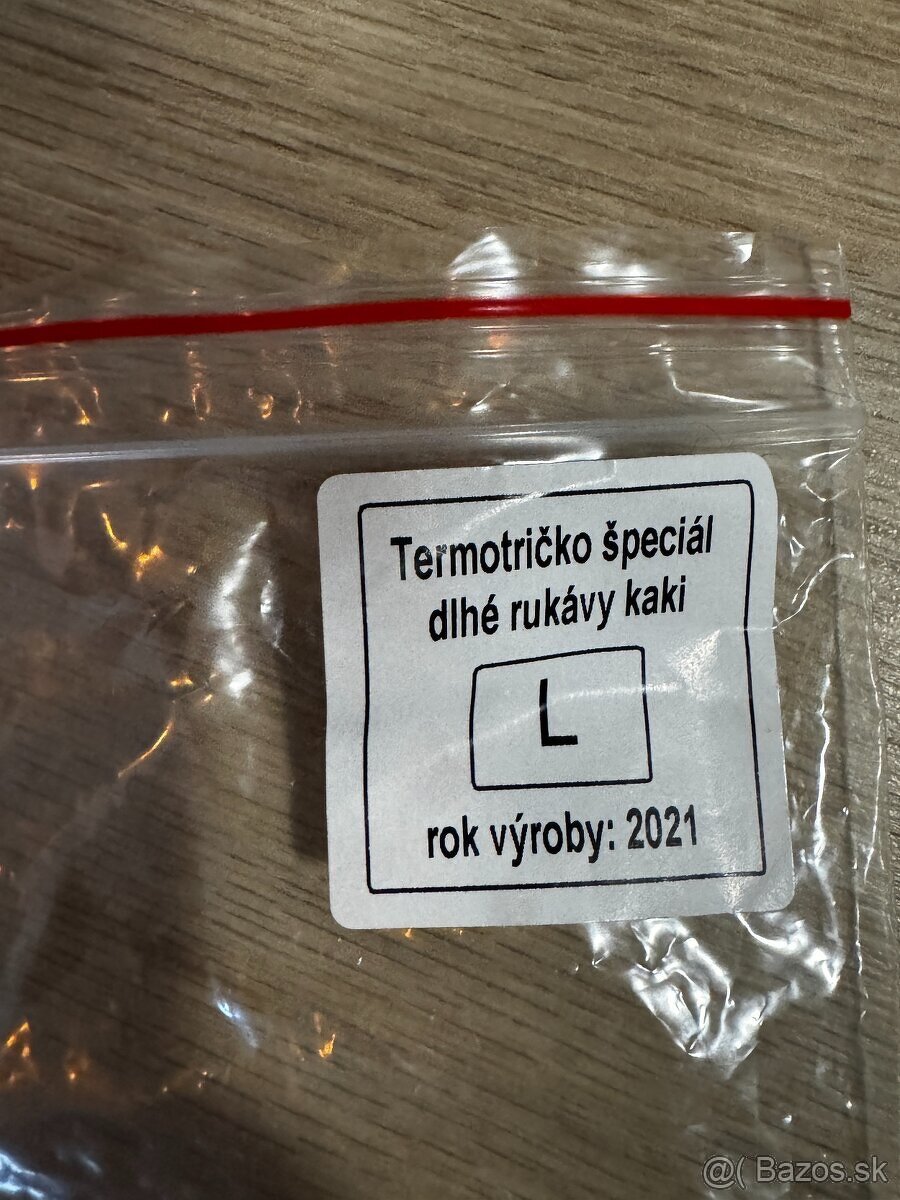 Termotričko špeciál
dlhé rukávy kaki
L
rok výroby: 2021
@( Bazos.sk